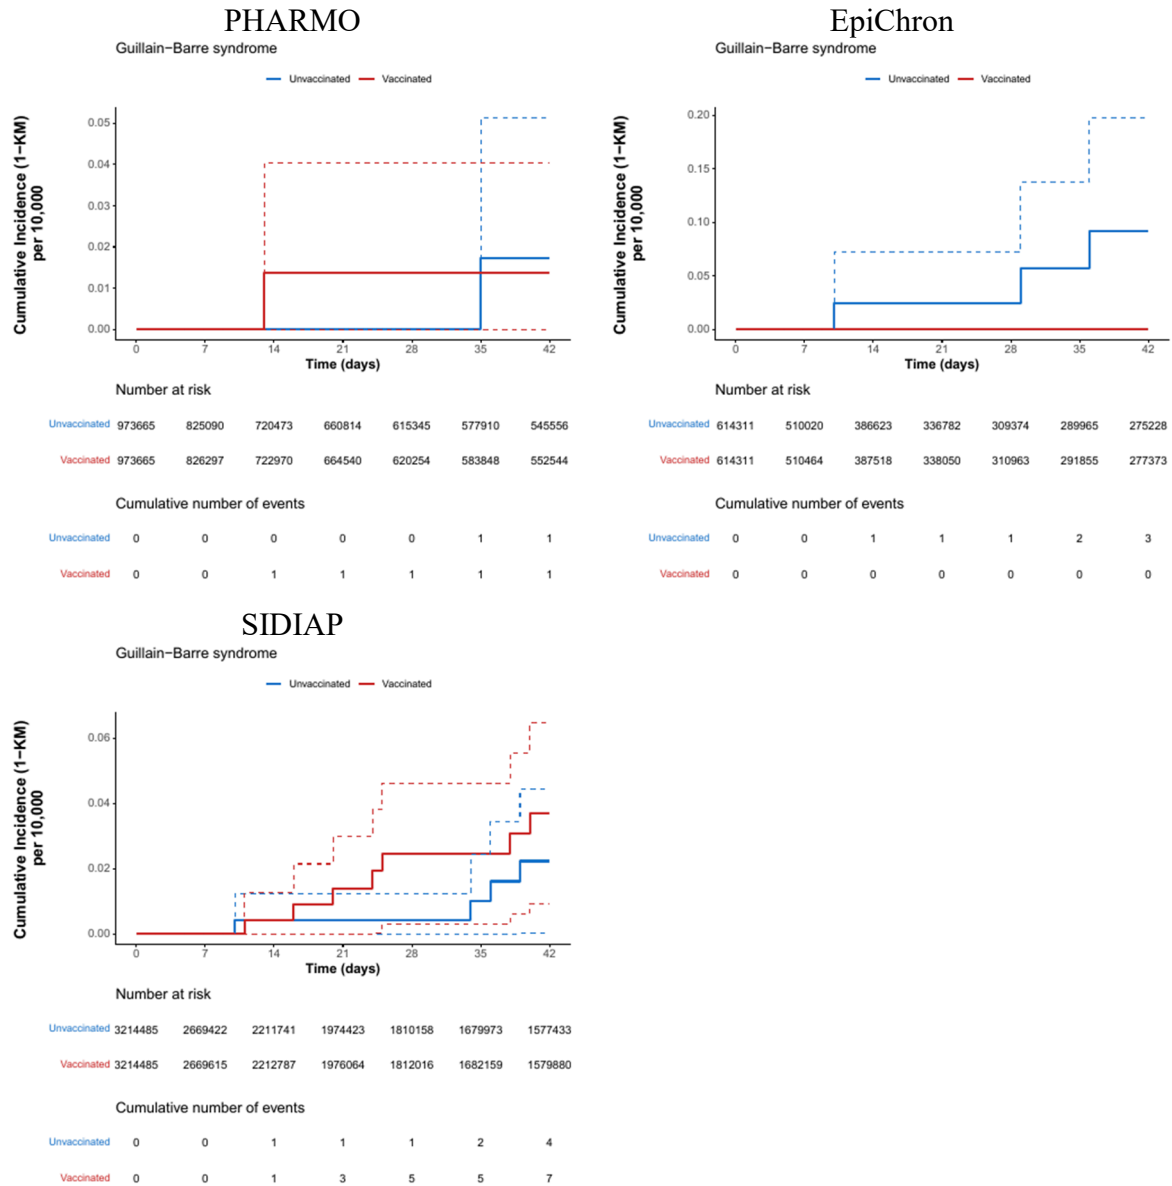 PHARMO
Guillain−Barre syndrome
Unvaccinated Vaccinated
Cumulative Incidence (1−KM)
per 10,000
0.05
0.04
0.03
0.02
0.01
0.00
0 7 14 21 28 35 42
Time (days)
Number at risk
Unvaccinated 973665 825090 720473 660814 615345 577910 545556
Vaccinated 973665 826297 722970 664540 620254 583848 552544
Cumulative number of events
Unvaccinated 0 0 0 0 0 1 1
Vaccinated 0 0 1 1 1 1 1
EpiChron
Guillain−Barre syndrome
Unvaccinated Vaccinated
Cumulative Incidence (1−KM)
per 10,000
0.20
0.15
0.10
0.05
0.00
0 7 14 21 28 35 42
Time (days)
Number at risk
Unvaccinated 614311 510020 386623 336782 309374 289965 275228
Vaccinated 614311 510464 387518 338050 310963 291855 277373
Cumulative number of events
Unvaccinated 0 0 1 1 1 2 3
Vaccinated 0 0 0 0 0 0 0
SIDIAP
Guillain−Barre syndrome
Unvaccinated Vaccinated
Cumulative Incidence (1−KM)
per 10,000
0.06
0.04
0.02
0.00
0 7 14 21 28 35 42
Time (days)
Number at risk
Unvaccinated 3214485 2669422 2211741 1974423 1810158 1679973 1577433
Vaccinated 3214485 2669615 2212787 1976064 1812016 1682159 1579880
Cumulative number of events
Unvaccinated 0 0 1 1 1 2 4
Vaccinated 0 0 1 3 5 5 7